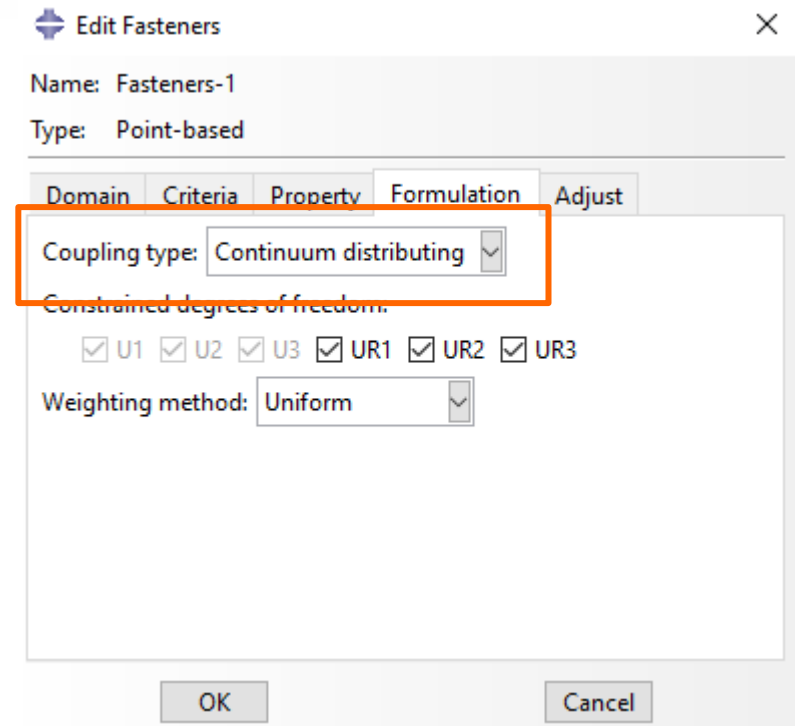 Edit Fasteners
Name: Fasteners-1
Type: Point-based
Domain Criteria Property Formulation Adjust
Coupling type: Continuum distributing
Constrained degrees of freedom:
U1 U2 U3 UR1 UR2 UR3
Weighting method: Uniform
OK Cancel